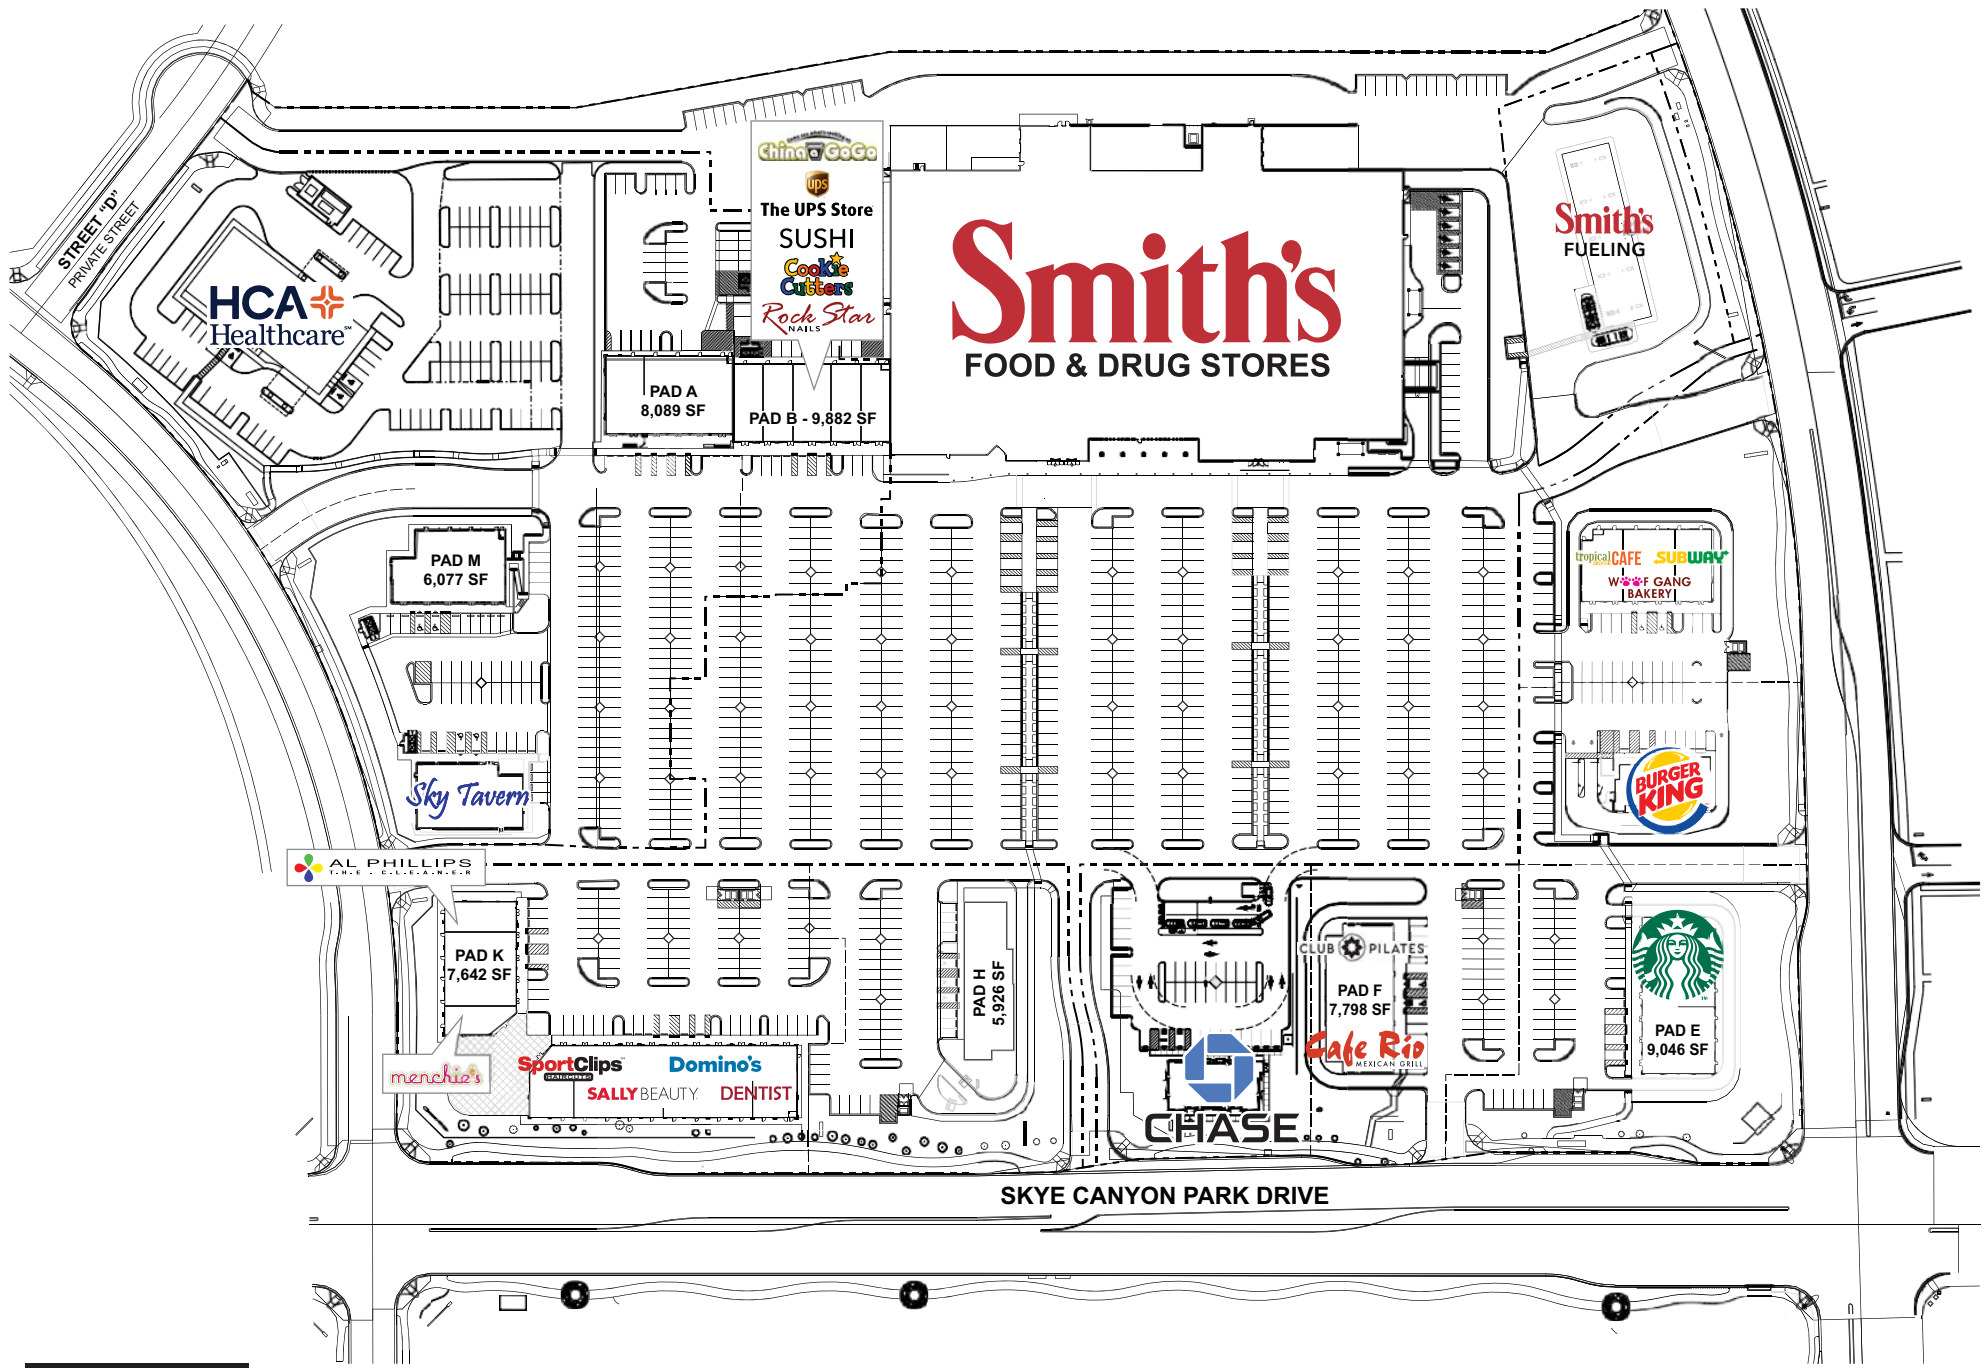 China a GoGo
ups
The UPS Store
SUSHI
Cookie
Cutters
Rock Star
NAILS
STREET "D"
PRIVATE STREET
HCA
Healthcare
Smith's
FOOD & DRUG STORES
Smith's
FUELING
PAD A
8,089 SF
PAD B - 9,882 SF
PAD M
6,077 SF
tropical CAFE
SUBWAY
WOOF GANG
BAKERY
Sky Tavern
BURGER
KING
AL PHILLIPS
THE CLEANER
PAD K
7,642 SF
PAD H
5,926 SF
CLUB PILATES
PAD F
7,798 SF
Cafe Rio
MEXICAN GRILL
PAD E
9,046 SF
menchie's
SportClips
HAIRCUTS
Domino's
SALLY BEAUTY
DENTIST
CHASE
SKYE CANYON PARK DRIVE